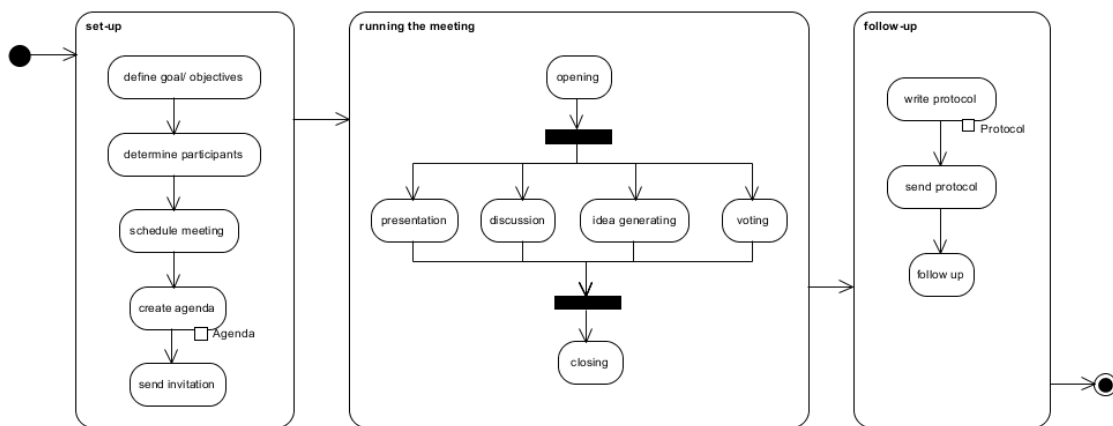 set-up
define goal/ objectives
determine participants
schedule meeting
create agenda
Agenda
send invitation
running the meeting
opening
presentation
discussion
idea generating
voting
closing
follow-up
write protocol
Protocol
send protocol
follow up